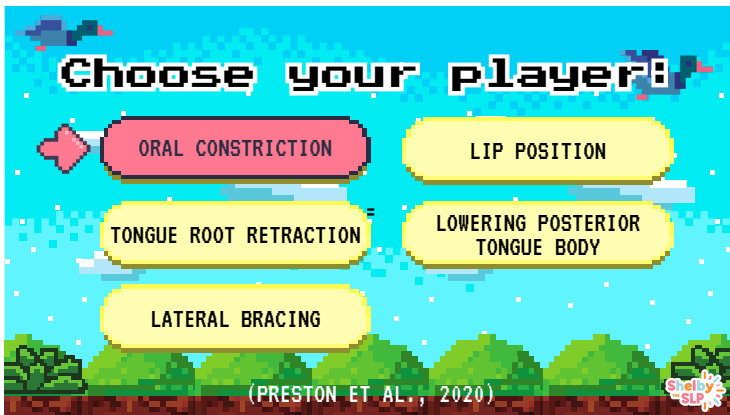 Choose your player:
ORAL CONSTRICTION
LIP POSITION
TONGUE ROOT RETRACTION
=
LOWERING POSTERIOR
TONGUE BODY
LATERAL BRACING
(PRESTON ET AL., 2020)
Shelby
SLP